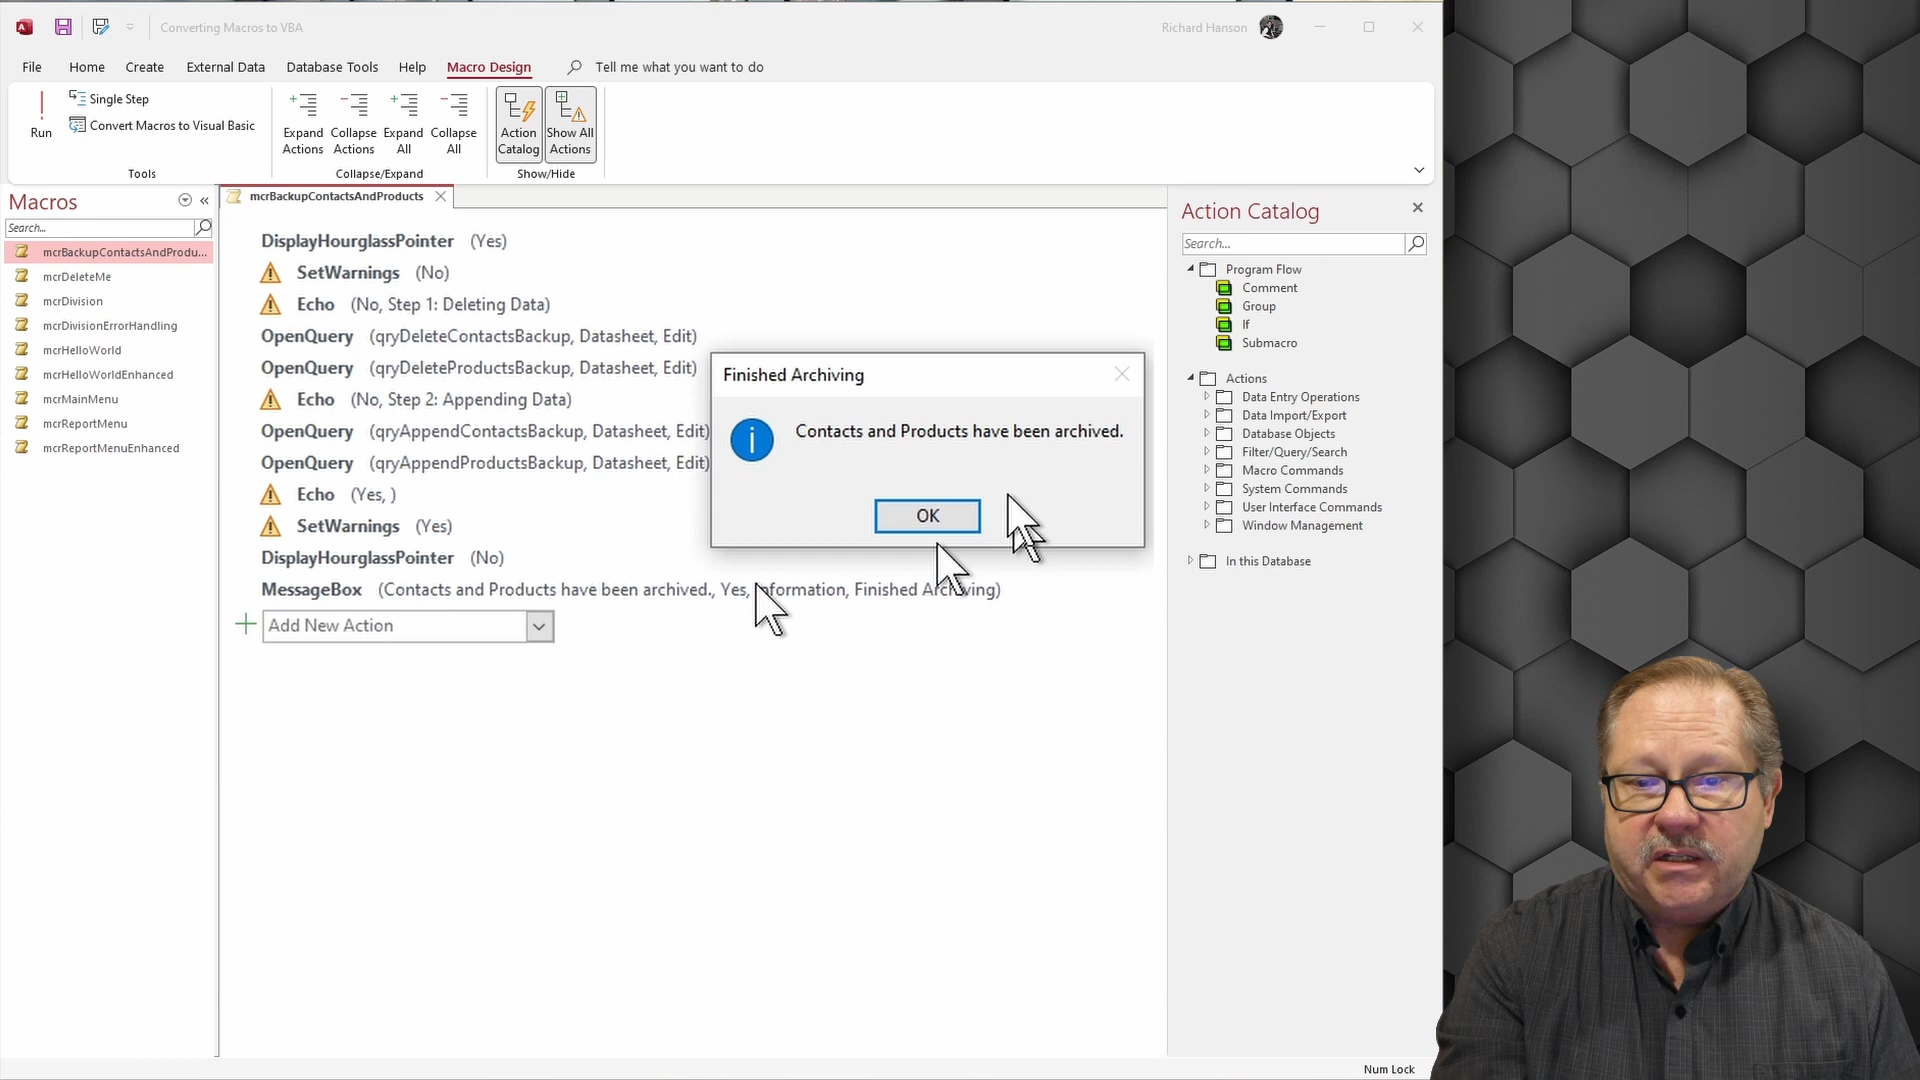 Converting Macros to VBA
Richard Hanson
File Home Create External Data Database Tools Help Macro Design Tell me what you want to do
Run
Single Step
Convert Macros to Visual Basic
Tools
Expand Actions
Collapse Actions
Expand All
Collapse All
Collapse/Expand
Action Catalog
Show All Actions
Show/Hide
Macros
Search...
mcrBackupContactsAndProdu...
mcrDeleteMe
mcrDivision
mcrDivisionErrorHandling
mcrHelloWorld
mcrHelloWorldEnhanced
mcrMainMenu
mcrReportMenu
mcrReportMenuEnhanced
mcrBackupContactsAndProducts
DisplayHourglassPointer (Yes)
SetWarnings (No)
Echo (No, Step 1: Deleting Data)
OpenQuery (qryDeleteContactsBackup, Datasheet, Edit)
OpenQuery (qryDeleteProductsBackup, Datasheet, Edit)
Echo (No, Step 2: Appending Data)
OpenQuery (qryAppendContactsBackup, Datasheet, Edit)
OpenQuery (qryAppendProductsBackup, Datasheet, Edit)
Echo (Yes, )
SetWarnings (Yes)
DisplayHourglassPointer (No)
MessageBox (Contacts and Products have been archived., Yes, Information, Finished Archiving)
Add New Action
Finished Archiving
Contacts and Products have been archived.
OK
Action Catalog
Search...
Program Flow
Comment
Group
If
Submacro
Actions
Data Entry Operations
Data Import/Export
Database Objects
Filter/Query/Search
Macro Commands
System Commands
User Interface Commands
Window Management
In this Database
Num Lock